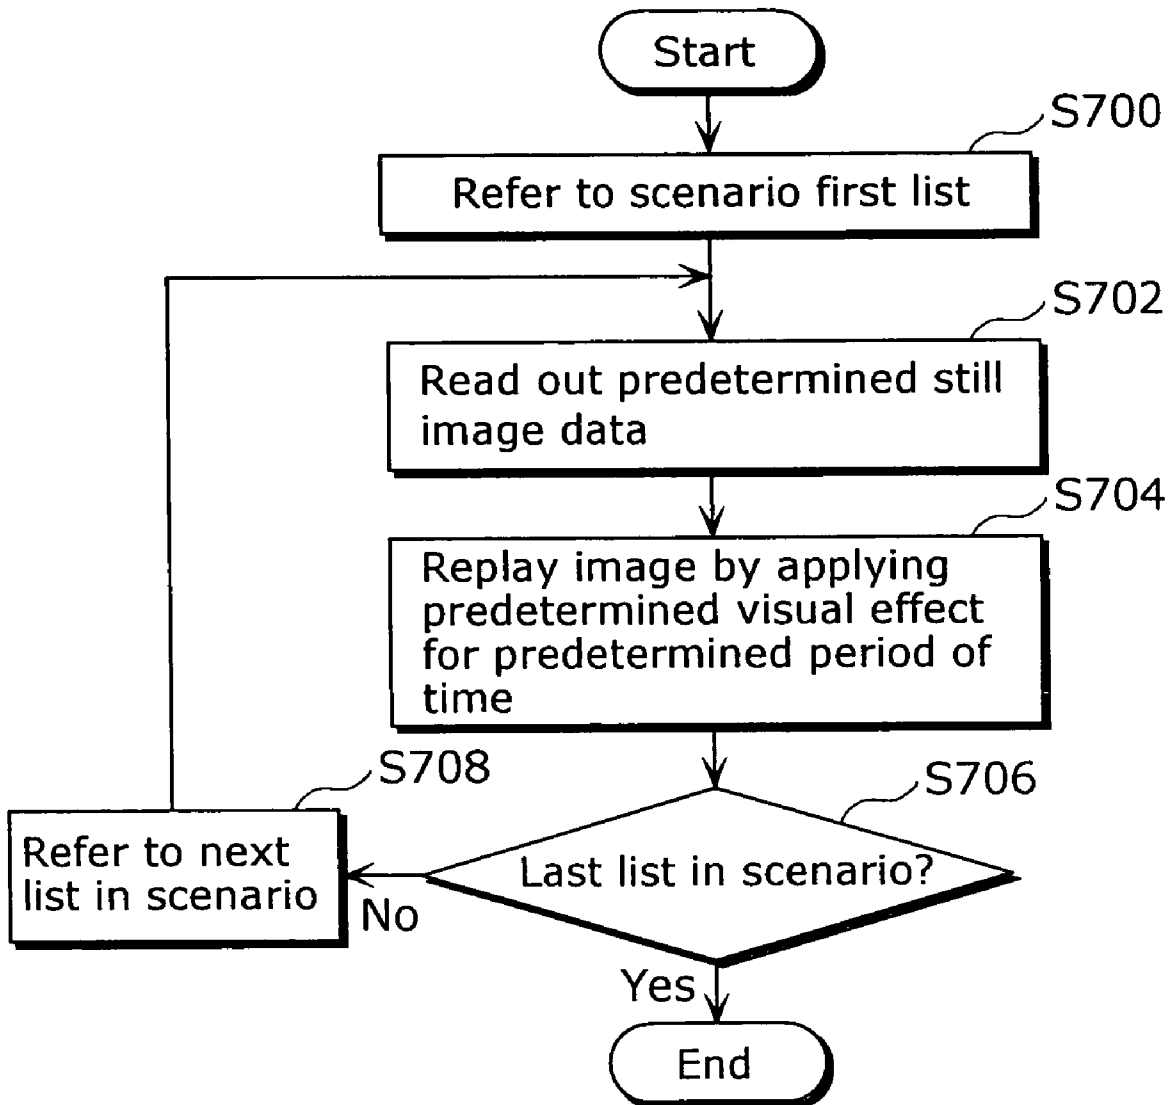 Start
S700
Refer to scenario first list
S702
Read out predetermined still
image data
S704
Replay image by applying
predetermined visual effect
for predetermined period of
time
S708
S706
Refer to next
list in scenario
Last list in scenario?
No
Yes
End